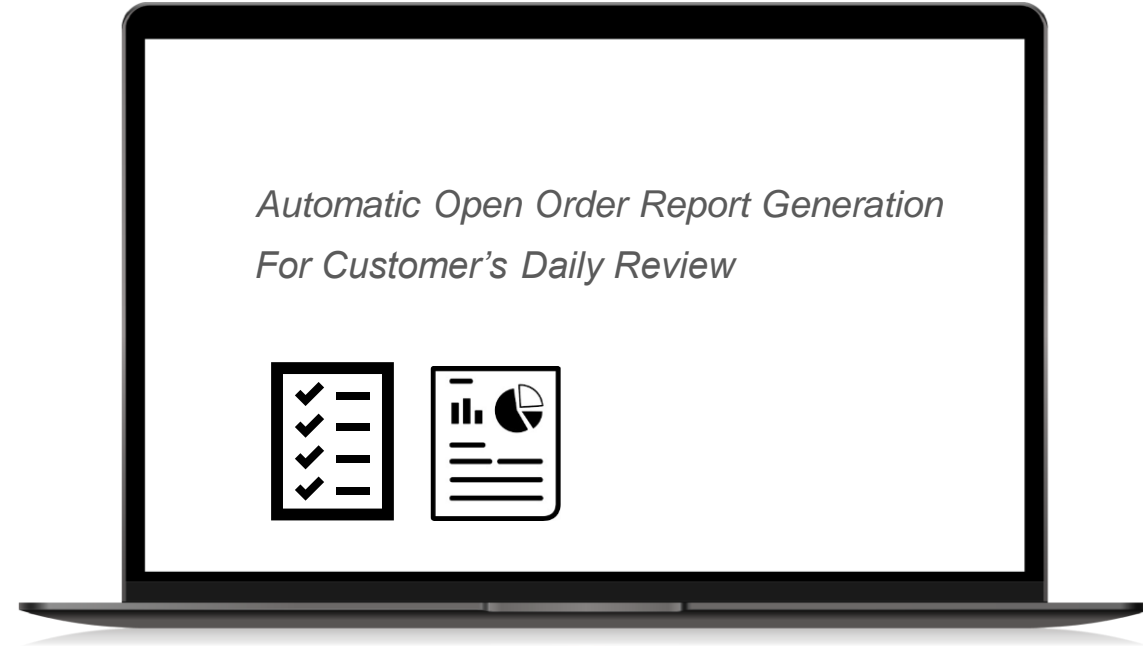 Automatic Open Order Report Generation
For Customer’s Daily Review